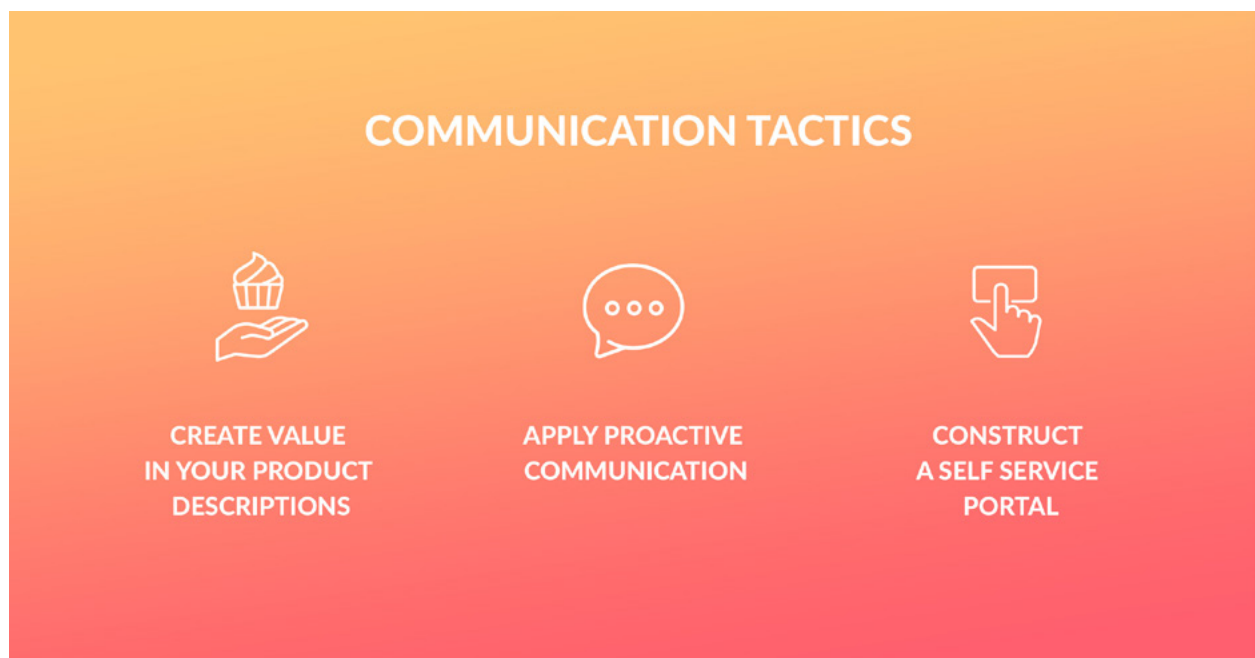 COMMUNICATION TACTICS
CREATE VALUE
IN YOUR PRODUCT
DESCRIPTIONS
APPLY PROACTIVE
COMMUNICATION
CONSTRUCT
A SELF SERVICE
PORTAL